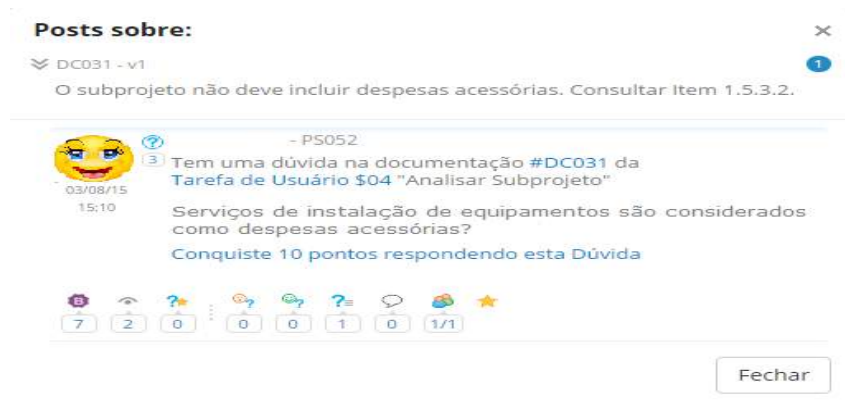 Posts sobre:
×
DC031 - v1
1
O subprojeto não deve incluir despesas acessórias. Consultar Item 1.5.3.2.
- PS052
3
Tem uma dúvida na documentação #DC031 da
Tarefa de Usuário $04 "Analisar Subprojeto"
03/08/15
15:10
Serviços de instalação de equipamentos são considerados
como despesas acessórias?
Conquiste 10 pontos respondendo esta Dúvida
B
7 2 0 0 0 1 0 1/1
Fechar